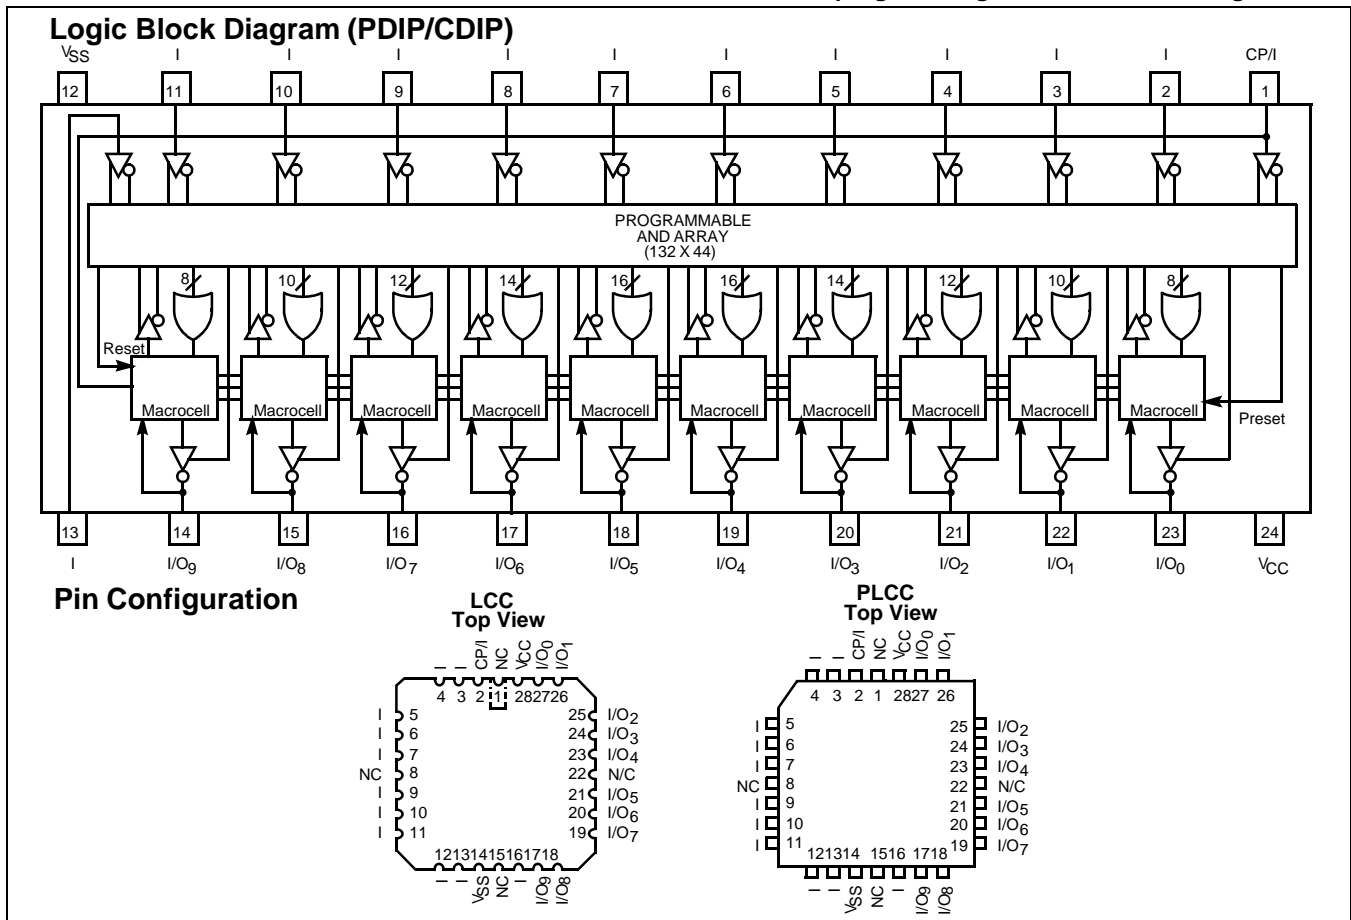 Logic Block Diagram (PDIP/CDIP)
VSS I I I I I I I I I I CP/I
12 11 10 9 8 7 6 5 4 3 2 1
PROGRAMMABLE
AND ARRAY
(132 X 44)
8 10 12 14 16 16 14 12 10 8
Reset
Macrocell Macrocell Macrocell Macrocell Macrocell Macrocell Macrocell Macrocell Macrocell Macrocell
Preset
13 14 15 16 17 18 19 20 21 22 23 24
I I/O9 I/O8 I/O7 I/O6 I/O5 I/O4 I/O3 I/O2 I/O1 I/O0 VCC
Pin Configuration
LCC
Top View
I I CP/I NC VCC I/O0 I/O1
4 3 2 1 28 27 26
I 5 25 I/O2
I 6 24 I/O3
I 7 23 I/O4
NC 8 22 N/C
I 9 21 I/O5
I 10 20 I/O6
I 11 19 I/O7
12 13 14 15 16 17 18
I I VSS NC I I/O9 I/O8
PLCC
Top View
I I CP/I NC VCC I/O0 I/O1
4 3 2 1 28 27 26
I 5 25 I/O2
I 6 24 I/O3
I 7 23 I/O4
NC 8 22 N/C
I 9 21 I/O5
I 10 20 I/O6
I 11 19 I/O7
12 13 14 15 16 17 18
I I VSS NC I I/O9 I/O8